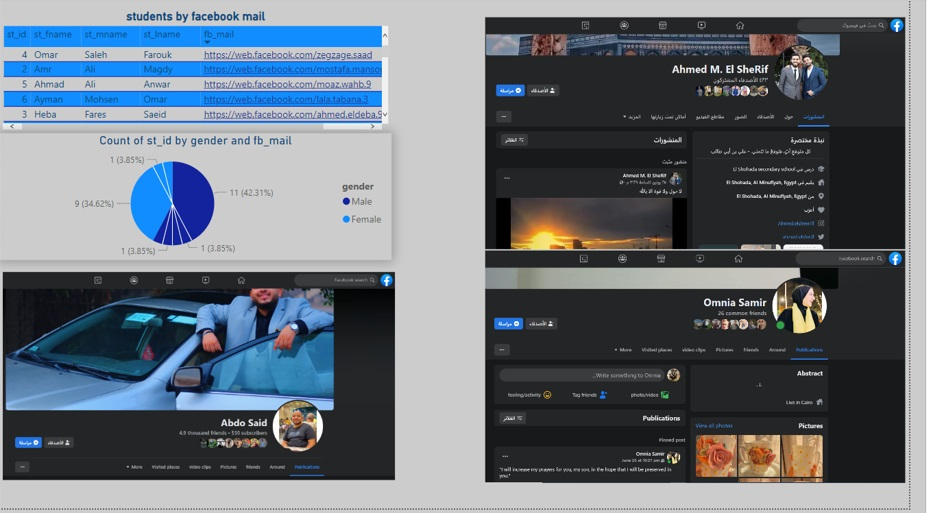 students by facebook mail
st_id st_fname st_mname st_lname fb_mail
4 Omar Saleh Farouk https://web.facebook.com/zegzage.saad
2 Amr Ali Magdy https://web.facebook.com/mostafa.manso
5 Ahmad Ali Anwar https://web.facebook.com/moaz.wahb.9
6 Ayman Mohsen Omar https://web.facebook.com/lala.tabana.3
3 Heba Fares Saeid https://web.facebook.com/ahmed.eldeba.9
Count of st_id by gender and fb_mail
1 (3.85%)
11 (42.31%)
9 (34.62%)
1 (3.85%)
1 (3.85%)
gender
Male
Female
Facebook search
Abdo Said
4.9 thousand friends • 550 subscribers
مراسلة
الأصدقاء
More Visited places video clips Pictures friends Around Publications
بحث في فيسبوك
Ahmed M. El SheRif
٤٣٣ الأصدقاء المشتركون
مراسلة
الأصدقاء
المنشورات حول الأصدقاء الصور مقاطع الفيديو أماكن تمت زيارتها المزيد
المنشورات
الفلاتر
منشور مثبت
Ahmed M. El SheRif
لا حول ولا قوة الا بالله
نبذة مختصرة
درس في El Shohada secondary school
يقيم في El Shohada, Al Minufiyah, Egypt
من El Shohada, Al Minufiyah, Egypt
أعزب
Facebook search
Omnia Samir
26 common friends
مراسلة
الأصدقاء
More Visited places video clips Pictures friends Around Publications
...Write something to Omnia
feeling/activity Tag friends photo/video
الفلاتر
Publications
Pinned post
Omnia Samir
"I will increase my prayers for you, my son, in the hope that I will be preserved in
you."
Abstract
Live in Cairo
View all photos Pictures